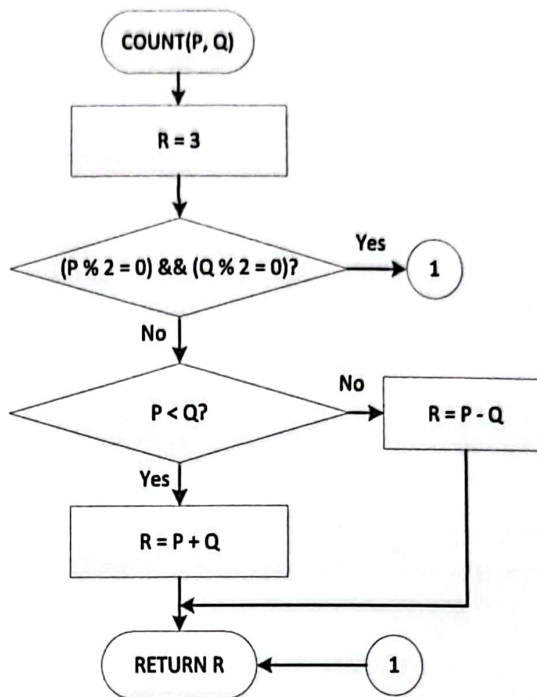 COUNT(P, Q)
R = 3
(P % 2 = 0) && (Q % 2 = 0)?
Yes
1
No
P < Q?
No
R = P - Q
Yes
R = P + Q
RETURN R
1